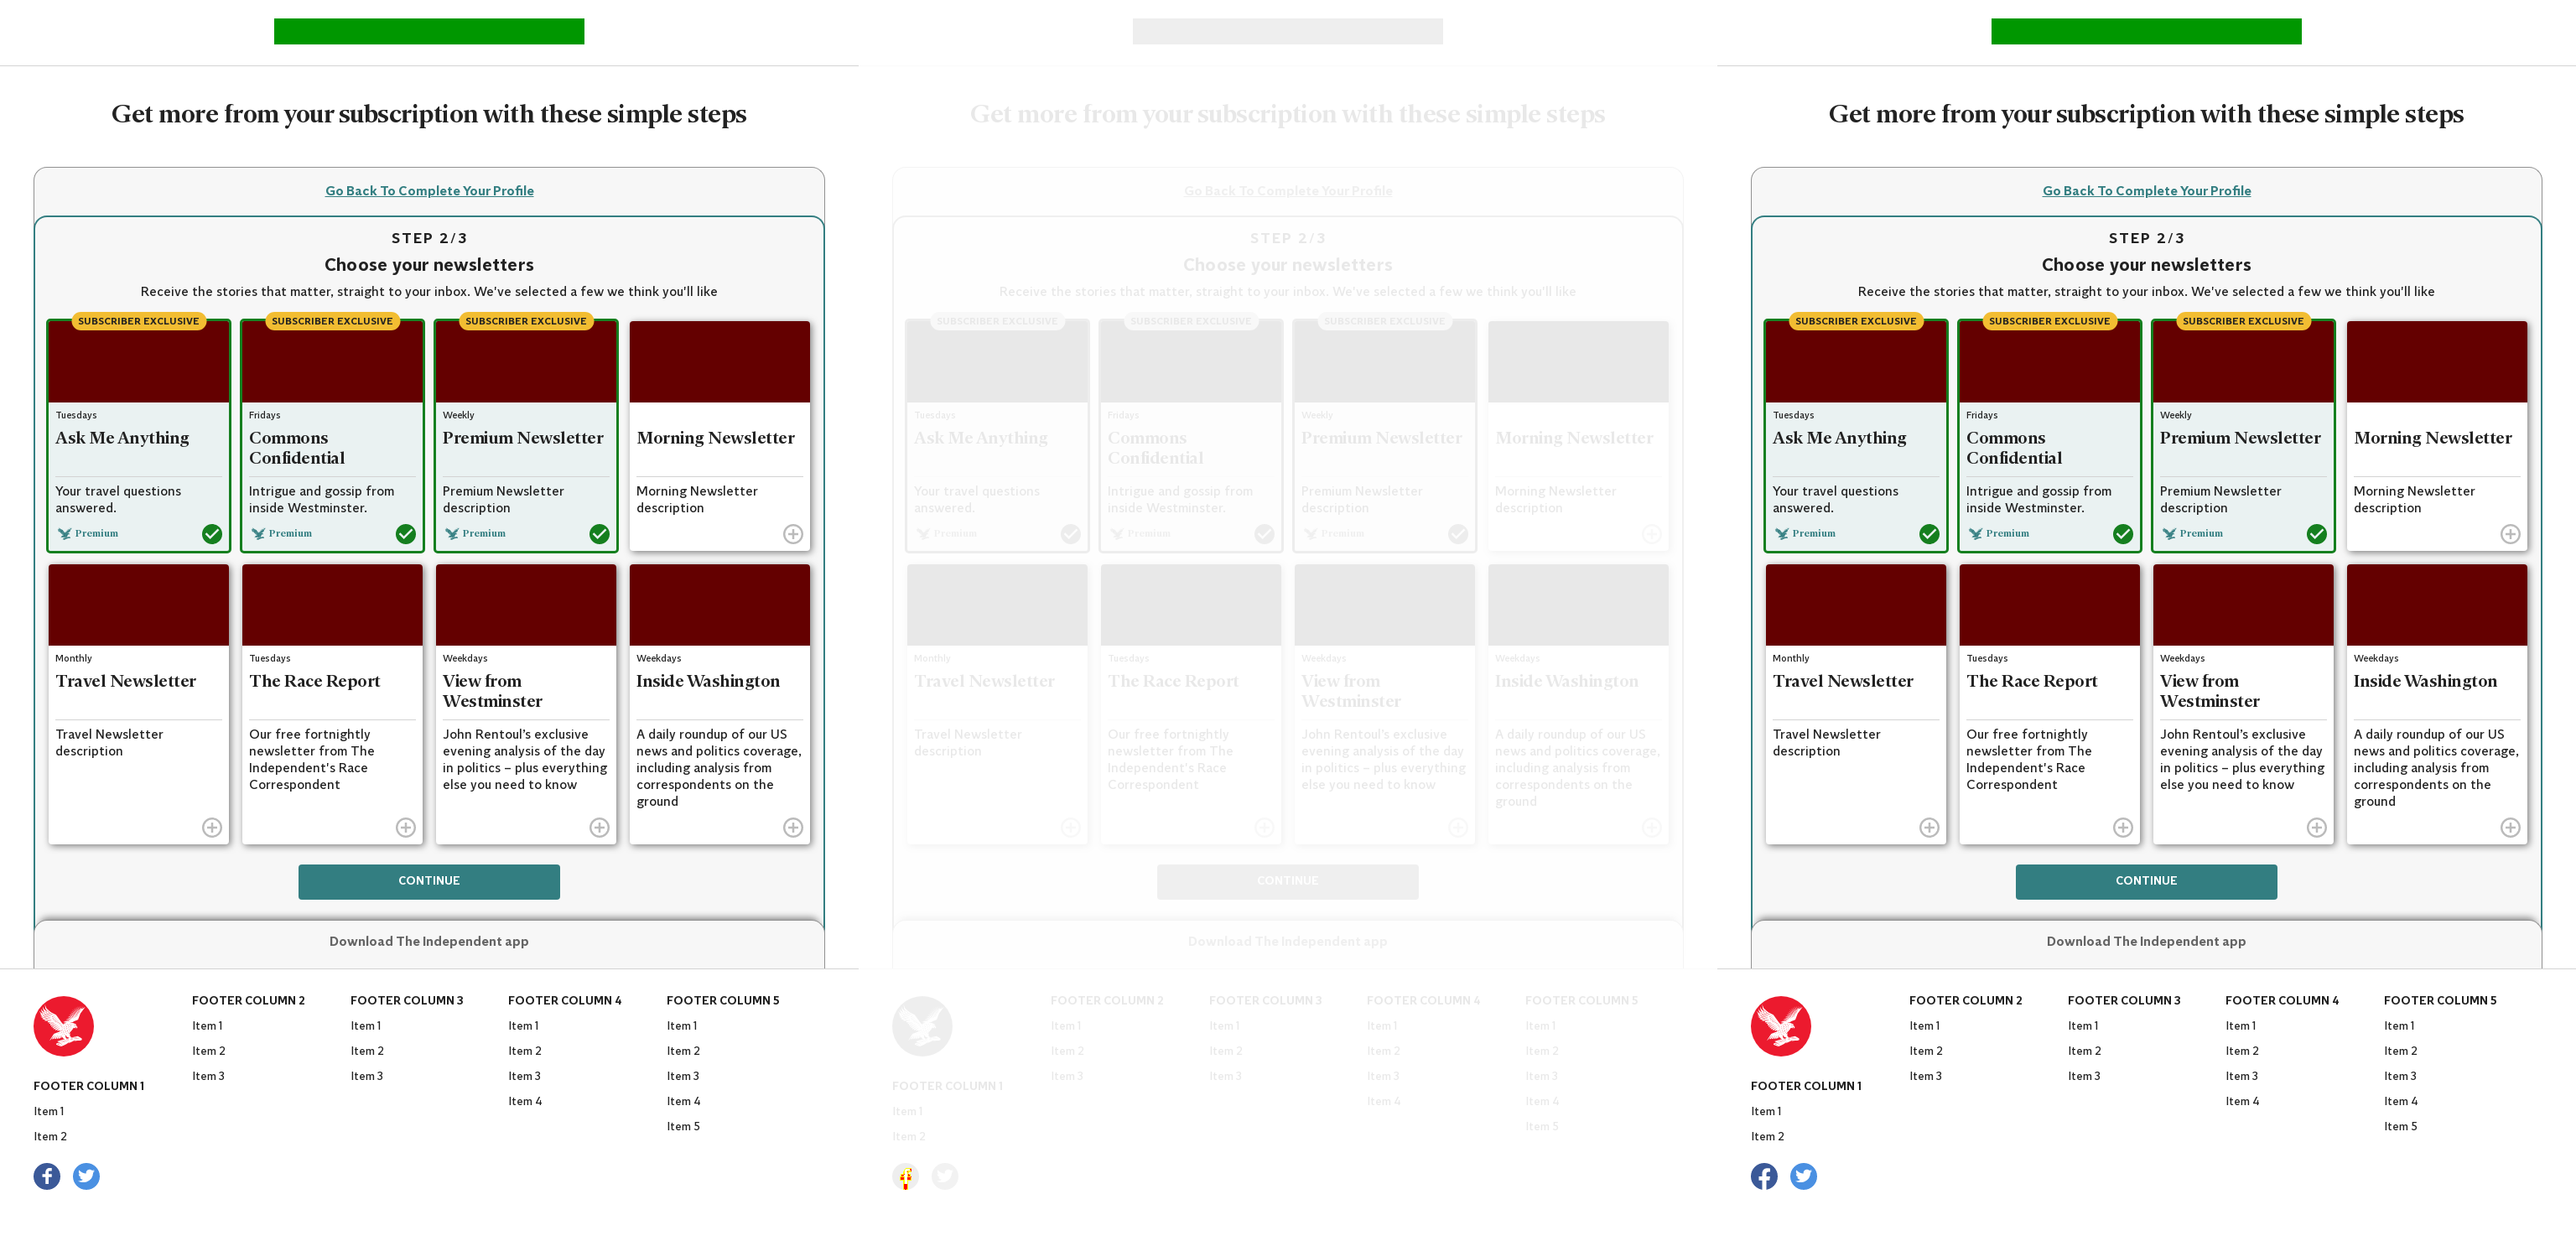 Get more from your subscription with these simple steps
Go Back To Complete Your Profile
STEP 2/3
Choose your newsletters
Receive the stories that matter, straight to your inbox. We've selected a few we think you'll like
SUBSCRIBER EXCLUSIVE
SUBSCRIBER EXCLUSIVE
SUBSCRIBER EXCLUSIVE
Tuesdays
Ask Me Anything
Your travel questions
answered.
Premium
Fridays
Commons
Confidential
Intrigue and gossip from
inside Westminster.
Premium
Weekly
Premium Newsletter
Premium Newsletter
description
Premium
Morning Newsletter
Morning Newsletter
description
Monthly
Travel Newsletter
Travel Newsletter
description
Tuesdays
The Race Report
Our free fortnightly
newsletter from The
Independent's Race
Correspondent
Weekdays
View from
Westminster
John Rentoul's exclusive
evening analysis of the day
in politics – plus everything
else you need to know
Weekdays
Inside Washington
A daily roundup of our US
news and politics coverage,
including analysis from
correspondents on the
ground
CONTINUE
Download The Independent app
FOOTER COLUMN 1
Item 1
Item 2
FOOTER COLUMN 2
Item 1
Item 2
Item 3
FOOTER COLUMN 3
Item 1
Item 2
Item 3
FOOTER COLUMN 4
Item 1
Item 2
Item 3
Item 4
FOOTER COLUMN 5
Item 1
Item 2
Item 3
Item 4
Item 5
Get more from your subscription with these simple steps
Go Back To Complete Your Profile
STEP 2/3
Choose your newsletters
Receive the stories that matter, straight to your inbox. We've selected a few we think you'll like
SUBSCRIBER EXCLUSIVE
SUBSCRIBER EXCLUSIVE
SUBSCRIBER EXCLUSIVE
Tuesdays
Ask Me Anything
Your travel questions
answered.
Premium
Fridays
Commons
Confidential
Intrigue and gossip from
inside Westminster.
Premium
Weekly
Premium Newsletter
Premium Newsletter
description
Premium
Morning Newsletter
Morning Newsletter
description
Monthly
Travel Newsletter
Travel Newsletter
description
Tuesdays
The Race Report
Our free fortnightly
newsletter from The
Independent's Race
Correspondent
Weekdays
View from
Westminster
John Rentoul's exclusive
evening analysis of the day
in politics – plus everything
else you need to know
Weekdays
Inside Washington
A daily roundup of our US
news and politics coverage,
including analysis from
correspondents on the
ground
CONTINUE
Download The Independent app
FOOTER COLUMN 1
Item 1
Item 2
FOOTER COLUMN 2
Item 1
Item 2
Item 3
FOOTER COLUMN 3
Item 1
Item 2
Item 3
FOOTER COLUMN 4
Item 1
Item 2
Item 3
Item 4
FOOTER COLUMN 5
Item 1
Item 2
Item 3
Item 4
Item 5
Get more from your subscription with these simple steps
Go Back To Complete Your Profile
STEP 2/3
Choose your newsletters
Receive the stories that matter, straight to your inbox. We've selected a few we think you'll like
SUBSCRIBER EXCLUSIVE
SUBSCRIBER EXCLUSIVE
SUBSCRIBER EXCLUSIVE
Tuesdays
Ask Me Anything
Your travel questions
answered.
Premium
Fridays
Commons
Confidential
Intrigue and gossip from
inside Westminster.
Premium
Weekly
Premium Newsletter
Premium Newsletter
description
Premium
Morning Newsletter
Morning Newsletter
description
Monthly
Travel Newsletter
Travel Newsletter
description
Tuesdays
The Race Report
Our free fortnightly
newsletter from The
Independent's Race
Correspondent
Weekdays
View from
Westminster
John Rentoul's exclusive
evening analysis of the day
in politics – plus everything
else you need to know
Weekdays
Inside Washington
A daily roundup of our US
news and politics coverage,
including analysis from
correspondents on the
ground
CONTINUE
Download The Independent app
FOOTER COLUMN 1
Item 1
Item 2
FOOTER COLUMN 2
Item 1
Item 2
Item 3
FOOTER COLUMN 3
Item 1
Item 2
Item 3
FOOTER COLUMN 4
Item 1
Item 2
Item 3
Item 4
FOOTER COLUMN 5
Item 1
Item 2
Item 3
Item 4
Item 5